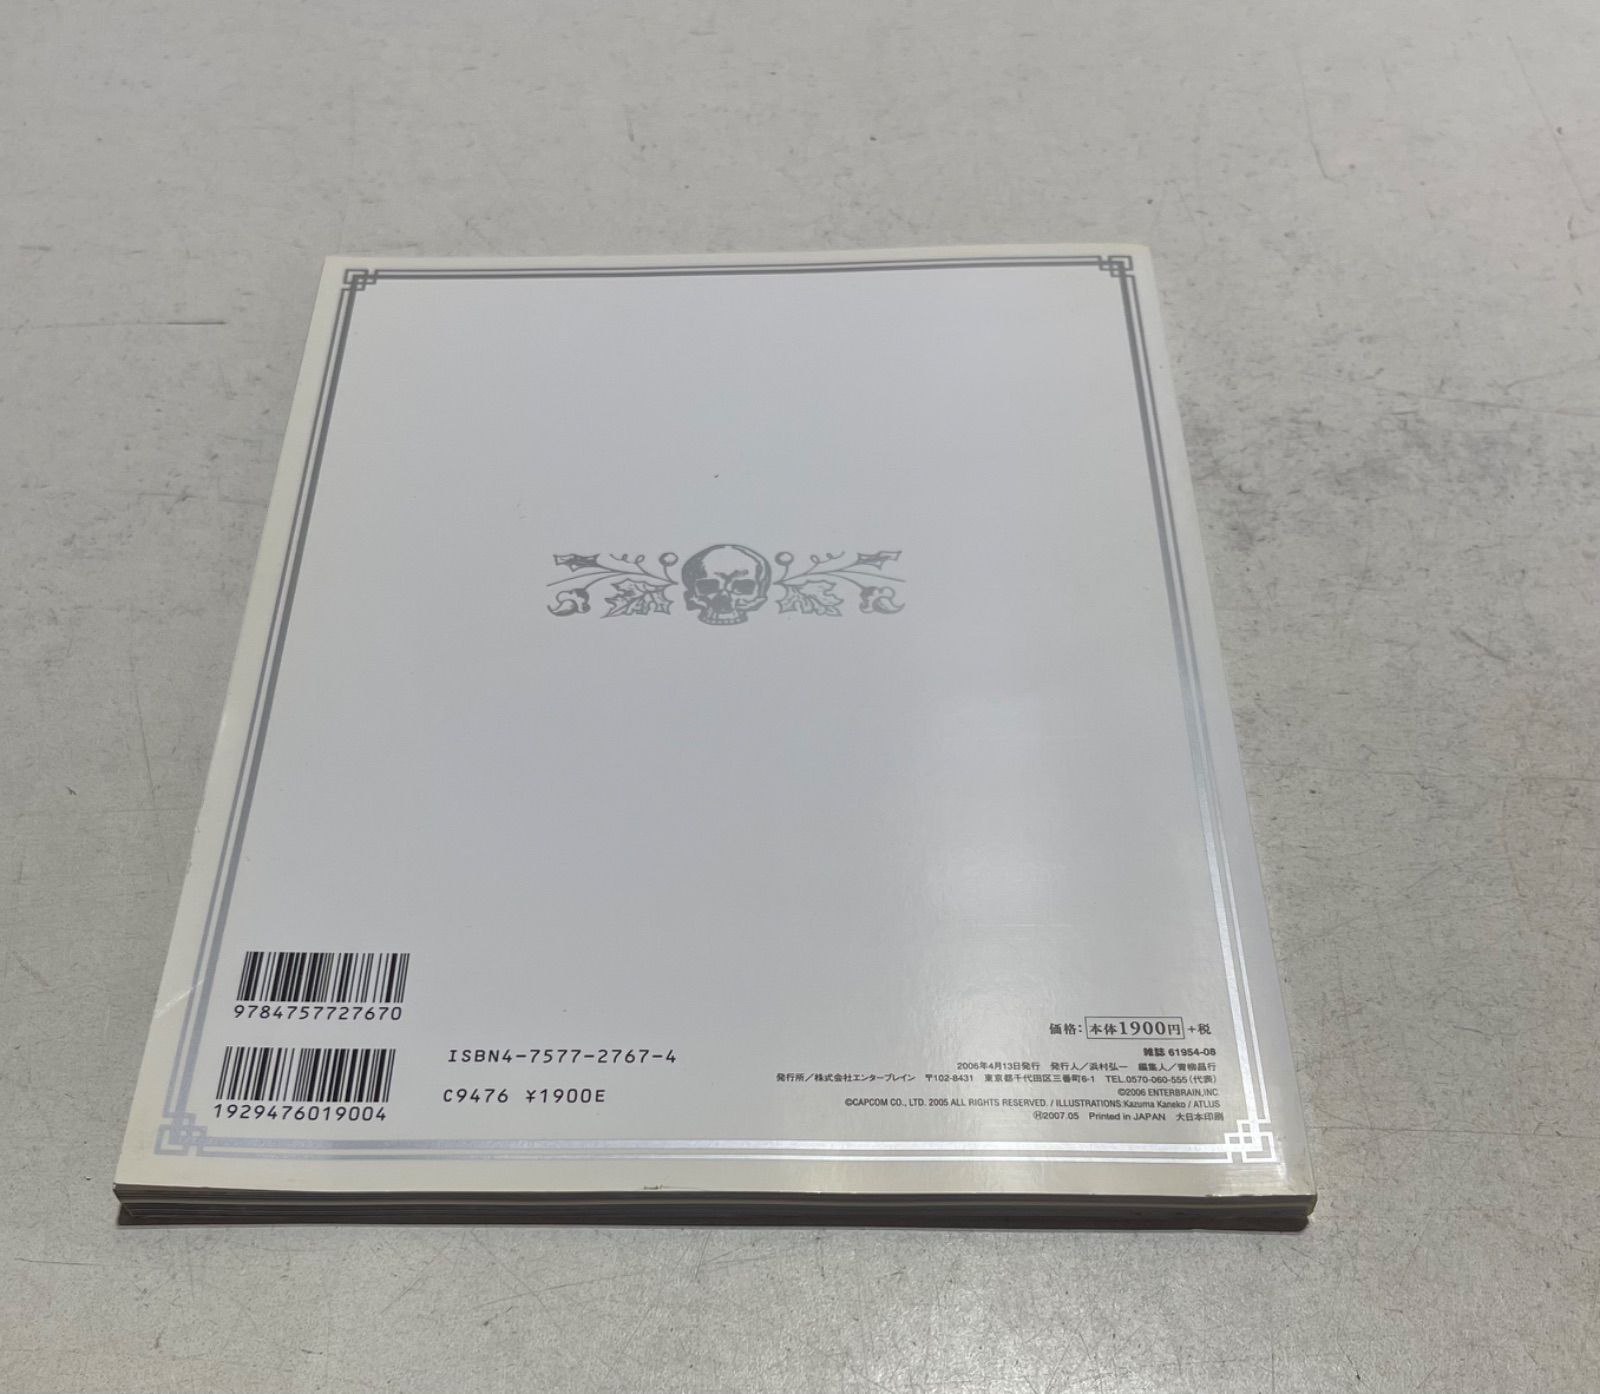 9784757727670
1929476019004
ISBN4-7577-2767-4
C9476 ¥1900E
価格：本体1900円+税
雑誌 61954-08
2006年4月13日発行 発行人／浜村弘一 編集人／青柳昌行
発行所／株式会社エンターブレイン 〒102-8431 東京都千代田区三番町6-1 TEL.0570-060-555（代表）
©2006 ENTERBRAIN,INC
©CAPCOM CO., LTD. 2005 ALL RIGHTS RESERVED. / ILLUSTRATIONS:Kazuma Kaneko / ATLUS
Ⓗ2007.05 Printed in JAPAN 大日本印刷